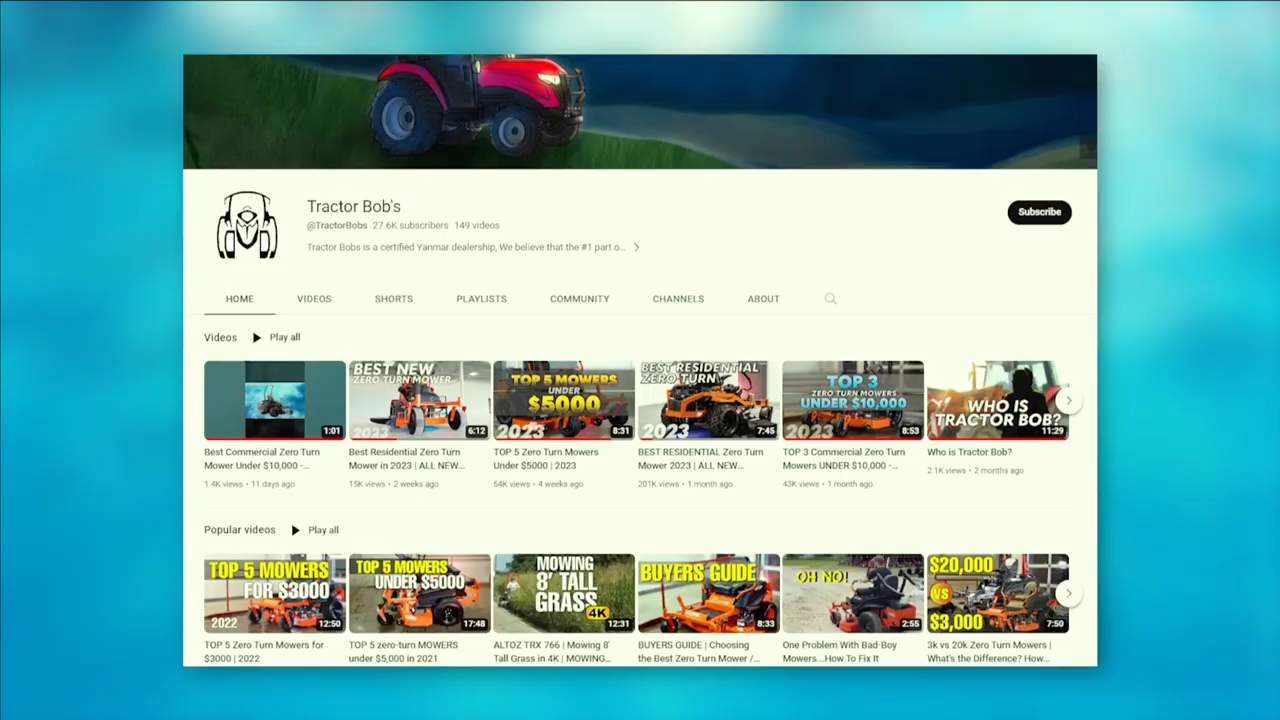 Tractor Bob's
@TractorBobs 27.6K subscribers 149 videos
Tractor Bobs is a certified Yanmar dealership, We believe that the #1 part o...
Subscribe
HOME VIDEOS SHORTS PLAYLISTS COMMUNITY CHANNELS ABOUT
Videos Play all
1:01
BEST NEW
ZERO TURN MOWER
2023
6:12
TOP 5 MOWERS
UNDER
$5000
2023
8:31
BEST RESIDENTIAL
ZERO TURN
2023
7:45
TOP 3
ZERO TURN MOWERS
UNDER $10,000
2023
8:53
WHO IS
TRACTOR BOB?
11:29
Best Commercial Zero Turn
Mower Under $10,000 -...
1.4K views • 11 days ago
Best Residential Zero Turn
Mower in 2023 | ALL NEW...
15K views • 2 weeks ago
TOP 5 Zero Turn Mowers
Under $5000 | 2023
64K views • 4 weeks ago
BEST RESIDENTIAL Zero Turn
Mower 2023 | ALL NEW...
201K views • 1 month ago
TOP 3 Commercial Zero Turn
Mowers UNDER $10,000 -...
43K views • 1 month ago
Who is Tractor Bob?
2.1K views • 2 months ago
Popular videos Play all
TOP 5 MOWERS
FOR $3000
2022
12:50
TOP 5 MOWERS
UNDER $5000
17:48
MOWING
8' TALL
GRASS
4K
12:31
BUYERS GUIDE
8:33
OH NO!
2:55
$20,000
VS
$3,000
7:50
TOP 5 Zero Turn Mowers for
$3000 | 2022
TOP 5 zero-turn MOWERS
under $5,000 in 2021
ALTOZ TRX 766 | Mowing 8'
Tall Grass in 4K | MOWING...
BUYERS GUIDE | Choosing
the Best Zero Turn Mower /...
One Problem With Bad-Boy
Mowers...How To Fix It
3k vs 20k Zero Turn Mowers |
What's the Difference? How...